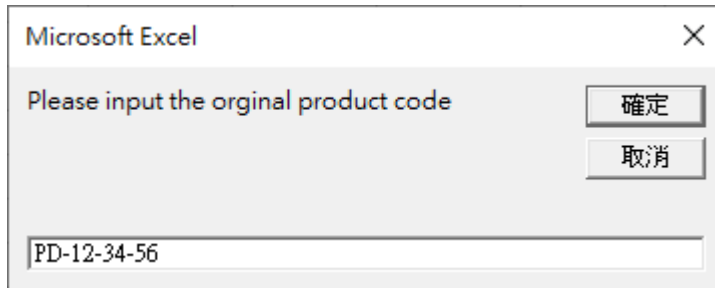 Microsoft Excel
Please input the orginal product code
確定
取消
PD-12-34-56